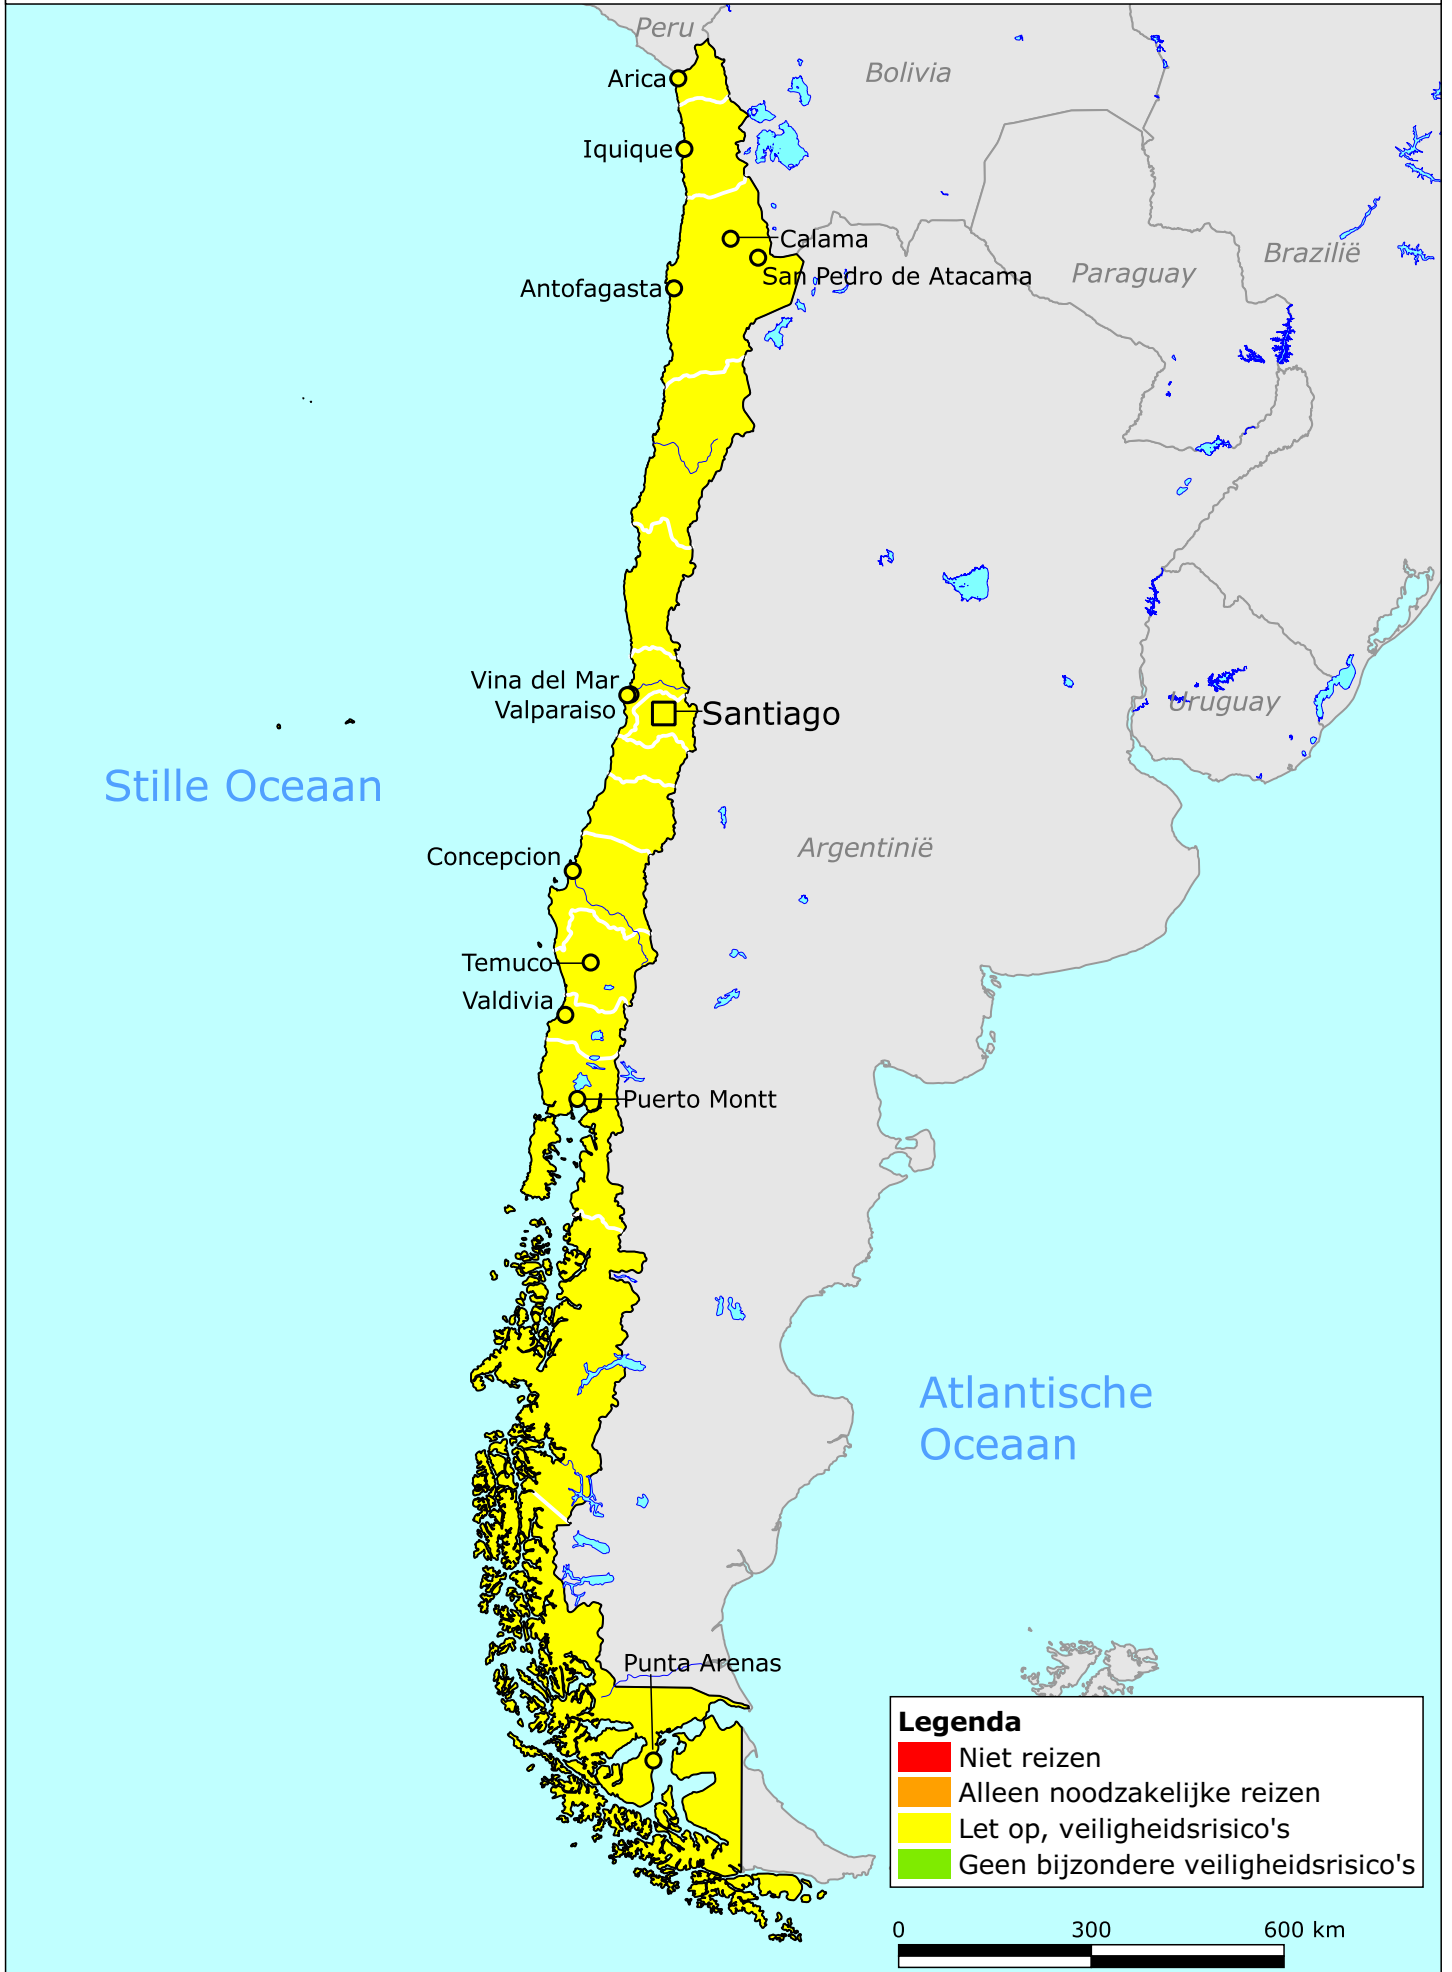 Peru
Bolivia
Arica
Iquique
Calama
San Pedro de Atacama
Antofagasta
Paraguay
Brazilië
Vina del Mar
Valparaiso
Santiago
Uruguay
Stille Oceaan
Argentinië
Concepcion
Temuco
Valdivia
Puerto Montt
Atlantische
Oceaan
Punta Arenas
Legenda
Niet reizen
Alleen noodzakelijke reizen
Let op, veiligheidsrisico's
Geen bijzondere veiligheidsrisico's
0 300 600 km